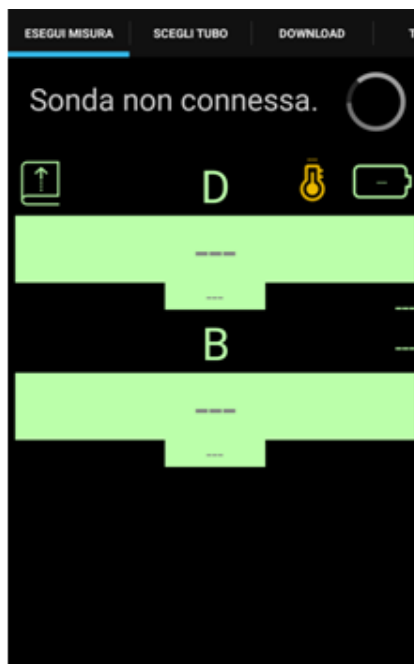 ESEGUI MISURA SCEGLI TUBO DOWNLOAD T
Sonda non connessa.
D
---
---
---
B
---
---
---